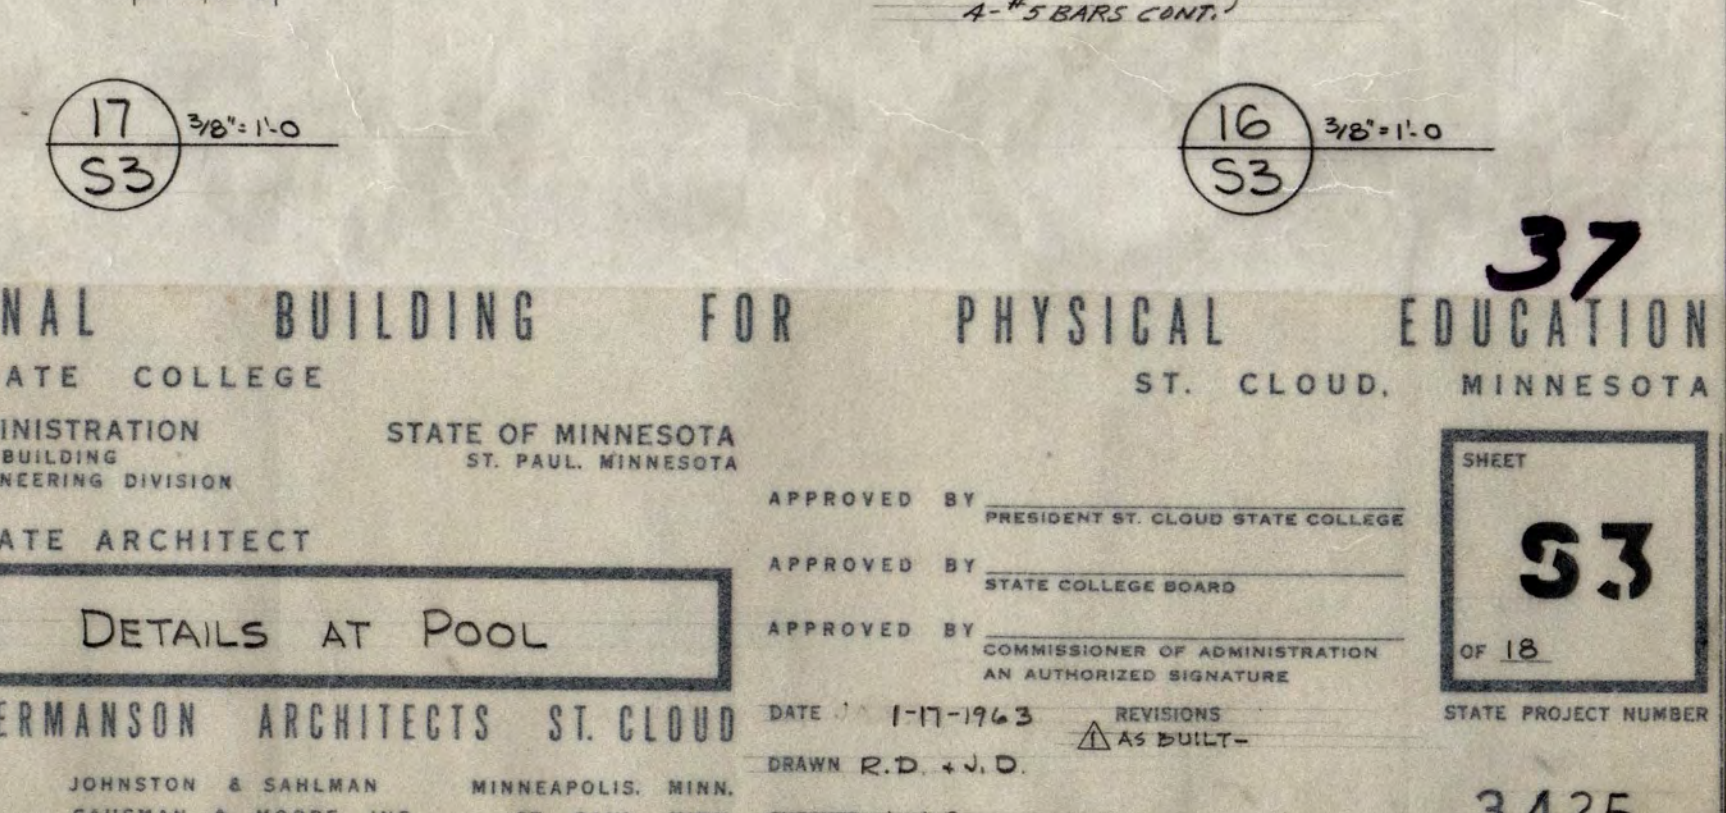 4-#5 BARS CONT.
17
S3
3/8"=1'-0
16
S3
3/8"=1'-0
37
NAL BUILDING FOR PHYSICAL EDUCATION
ATE COLLEGE
ST. CLOUD, MINNESOTA
INISTRATION
BUILDING
NEERING DIVISION
STATE OF MINNESOTA
ST. PAUL. MINNESOTA
ATE ARCHITECT
DETAILS AT POOL
ERMANSON ARCHITECTS ST. CLOUD
JOHNSTON & SAHLMAN MINNEAPOLIS. MINN.
APPROVED BY
PRESIDENT ST. CLOUD STATE COLLEGE
APPROVED BY
STATE COLLEGE BOARD
APPROVED BY
COMMISSIONER OF ADMINISTRATION
AN AUTHORIZED SIGNATURE
DATE 1-17-1963
REVISIONS
1 AS BUILT-
DRAWN R.D. + J.D.
SHEET
S3
OF 18
STATE PROJECT NUMBER
3425